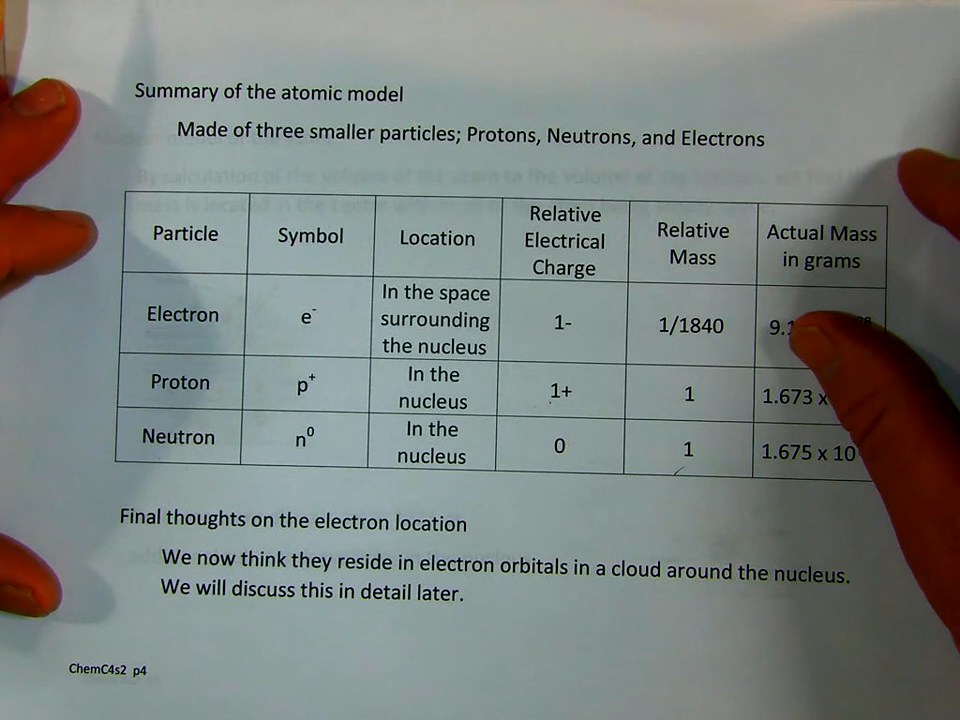 Summary of the atomic model
Made of three smaller particles; Protons, Neutrons, and Electrons
Particle Symbol Location Relative Electrical Charge Relative Mass Actual Mass in grams
Electron e⁻ In the space surrounding the nucleus 1- 1/1840 9.1
Proton p⁺ In the nucleus 1+ 1 1.673 x
Neutron n⁰ In the nucleus 0 1 1.675 x 10
Final thoughts on the electron location
We now think they reside in electron orbitals in a cloud around the nucleus.
We will discuss this in detail later.
ChemC4s2 p4